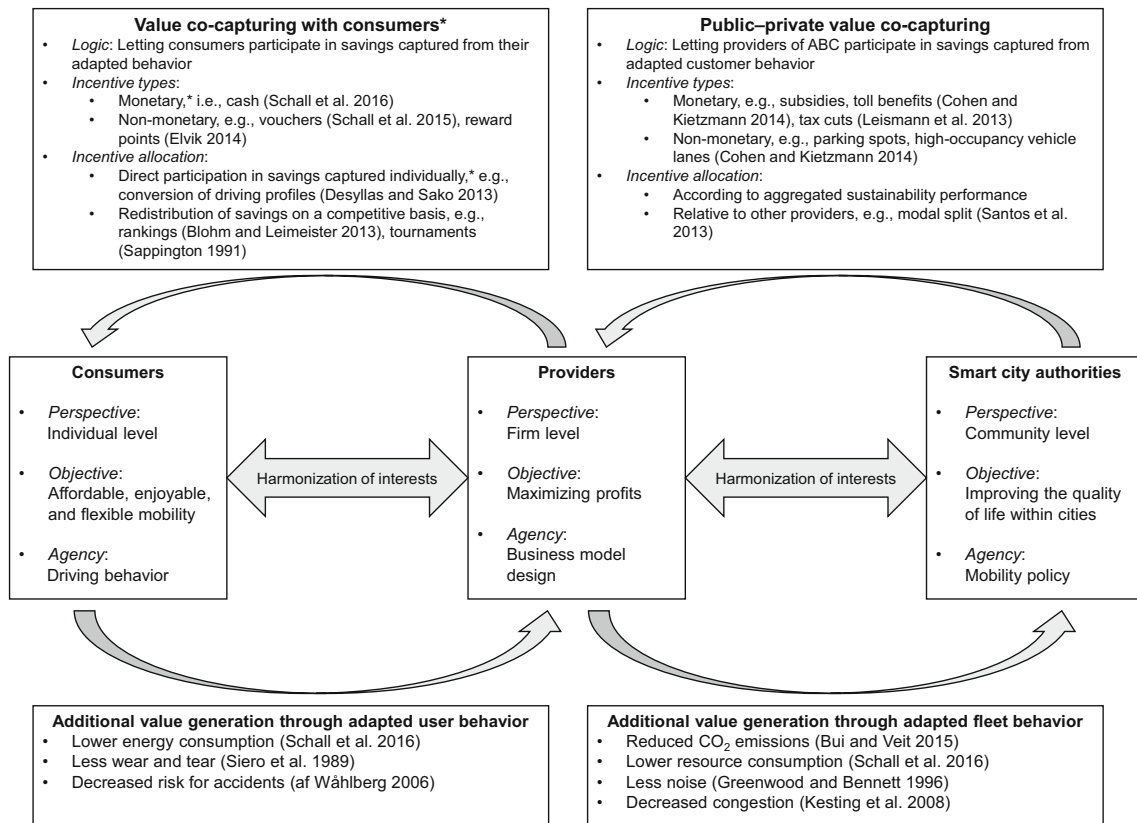 Value co-capturing with consumers*
• Logic: Letting consumers participate in savings captured from their
adapted behavior
• Incentive types:
• Monetary,* i.e., cash (Schall et al. 2016)
• Non-monetary, e.g., vouchers (Schall et al. 2015), reward
points (Elvik 2014)
• Incentive allocation:
• Direct participation in savings captured individually,* e.g.,
conversion of driving profiles (Desyllas and Sako 2013)
• Redistribution of savings on a competitive basis, e.g.,
rankings (Blohm and Leimeister 2013), tournaments
(Sappington 1991)
Public–private value co-capturing
• Logic: Letting providers of ABC participate in savings captured from
adapted customer behavior
• Incentive types:
• Monetary, e.g., subsidies, toll benefits (Cohen and
Kietzmann 2014), tax cuts (Leismann et al. 2013)
• Non-monetary, e.g., parking spots, high-occupancy vehicle
lanes (Cohen and Kietzmann 2014)
• Incentive allocation:
• According to aggregated sustainability performance
• Relative to other providers, e.g., modal split (Santos et al.
2013)
Consumers
• Perspective:
Individual level
• Objective:
Affordable, enjoyable,
and flexible mobility
• Agency:
Driving behavior
Harmonization of interests
Providers
• Perspective:
Firm level
• Objective:
Maximizing profits
• Agency:
Business model
design
Harmonization of interests
Smart city authorities
• Perspective:
Community level
• Objective:
Improving the quality
of life within cities
• Agency:
Mobility policy
Additional value generation through adapted user behavior
• Lower energy consumption (Schall et al. 2016)
• Less wear and tear (Siero et al. 1989)
• Decreased risk for accidents (af Wåhlberg 2006)
Additional value generation through adapted fleet behavior
• Reduced CO₂ emissions (Bui and Veit 2015)
• Lower resource consumption (Schall et al. 2016)
• Less noise (Greenwood and Bennett 1996)
• Decreased congestion (Kesting et al. 2008)